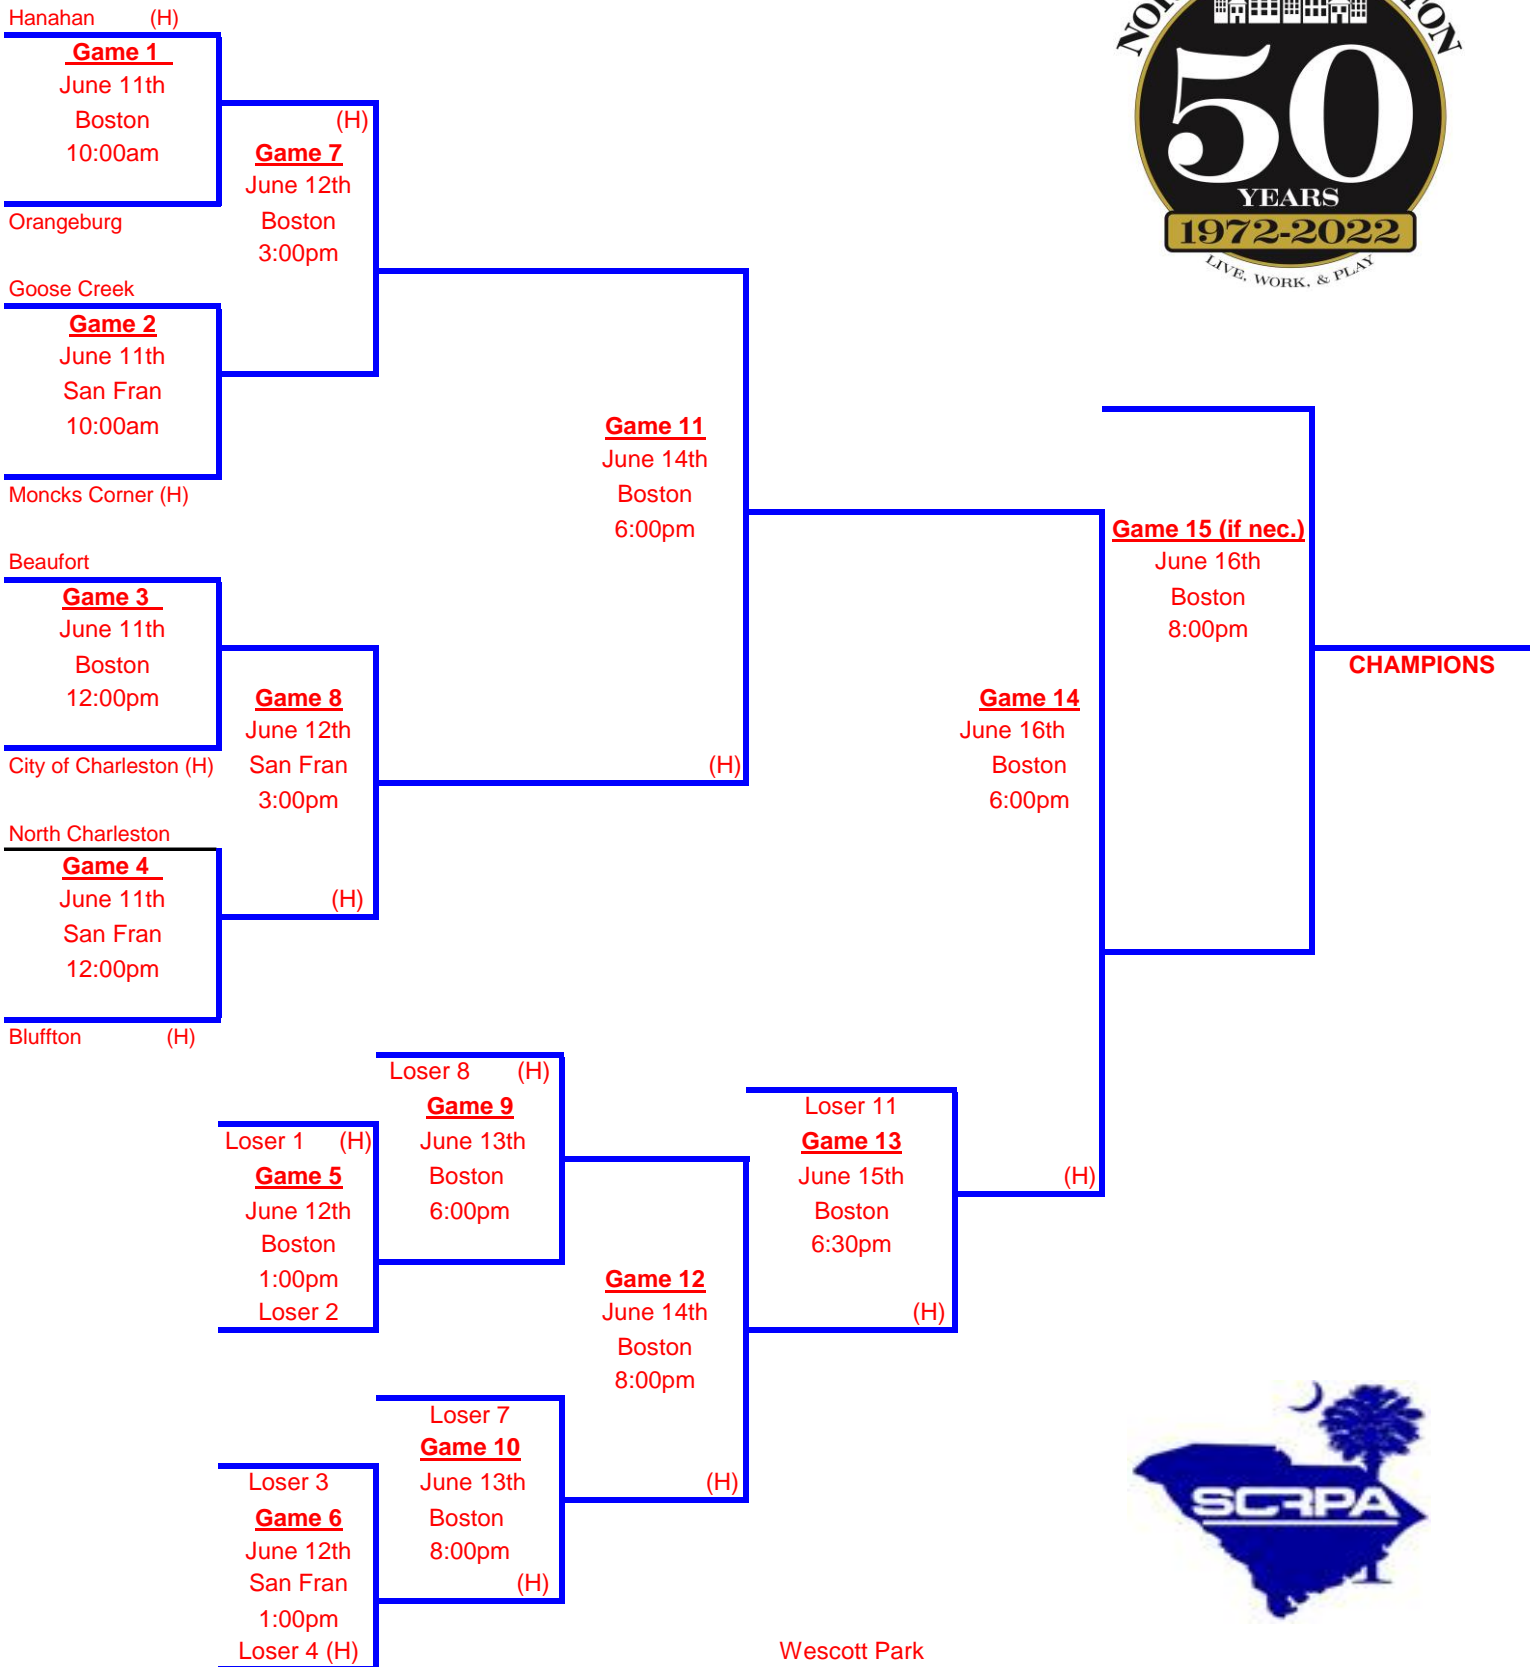 Hanahan (H)
Game 1
June 11th
Boston
10:00am
Orangeburg
(H)
Game 7
June 12th
Boston
3:00pm
Goose Creek
Game 2
June 11th
San Fran
10:00am
Moncks Corner (H)
Game 11
June 14th
Boston
6:00pm
Beaufort
Game 3
June 11th
Boston
12:00pm
City of Charleston (H)
Game 8
June 12th
San Fran
3:00pm
(H)
North Charleston
Game 4
June 11th
San Fran
12:00pm
Bluffton (H)
(H)
Game 14
June 16th
Boston
6:00pm
Game 15 (if nec.)
June 16th
Boston
8:00pm
CHAMPIONS
Loser 8 (H)
Game 9
June 13th
Boston
6:00pm
Loser 1 (H)
Game 5
June 12th
Boston
1:00pm
Loser 2
Loser 11
Game 13
June 15th
Boston
6:30pm
(H)
(H)
Game 12
June 14th
Boston
8:00pm
(H)
Loser 7
Game 10
June 13th
Boston
8:00pm
(H)
Loser 3
Game 6
June 12th
San Fran
1:00pm
Loser 4 (H)
Wescott Park
50
YEARS
1972-2022
LIVE, WORK, & PLAY
SCRPA